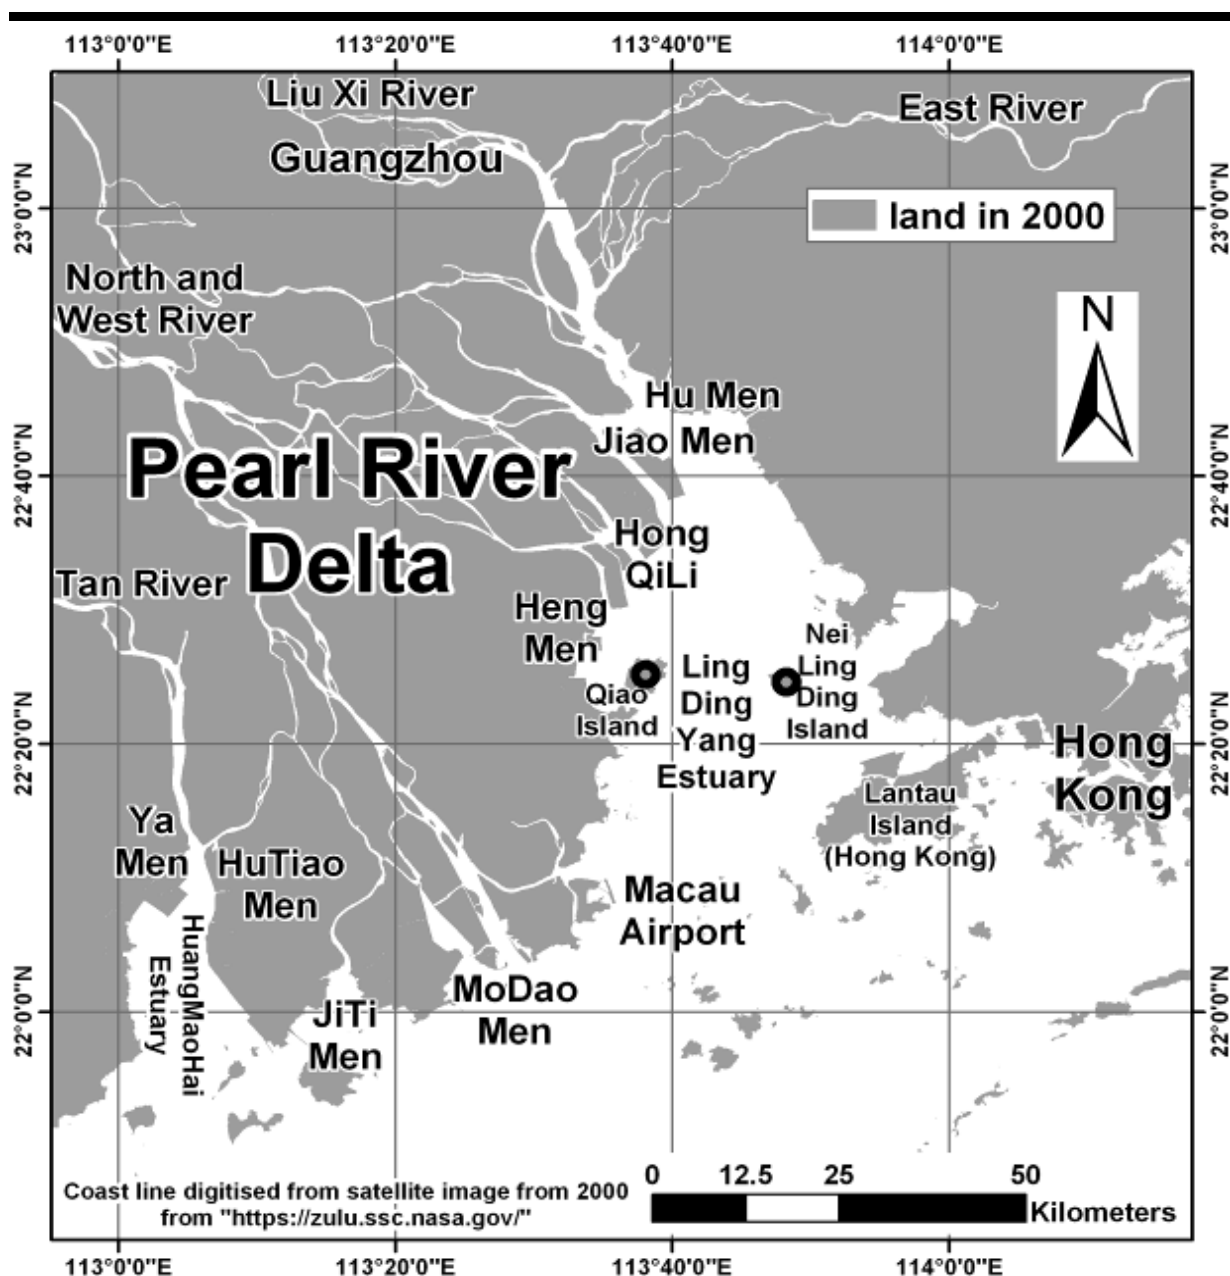 113°0'0"E
113°20'0"E
113°40'0"E
114°0'0"E
Liu Xi River
East River
Guangzhou
23°0'0"N
23°0'0"N
land in 2000
North and
West River
N
Hu Men
Jiao Men
Pearl River
Delta
22°40'0"N
22°40'0"N
Hong
QiLi
Tan River
Heng
Men
Nei
Ling
Ding
Island
Ling
Ding
Yang
Estuary
Qiao
Island
22°20'0"N
22°20'0"N
Hong
Kong
Lantau
Island
(Hong Kong)
Ya
Men
HuTiao
Men
Macau
Airport
HuangMaoHai
Estuary
MoDao
Men
JiTi
Men
22°0'0"N
22°0'0"N
0 12.5 25 50
Kilometers
Coast line digitised from satellite image from 2000
from "https://zulu.ssc.nasa.gov/"
113°0'0"E
113°20'0"E
113°40'0"E
114°0'0"E